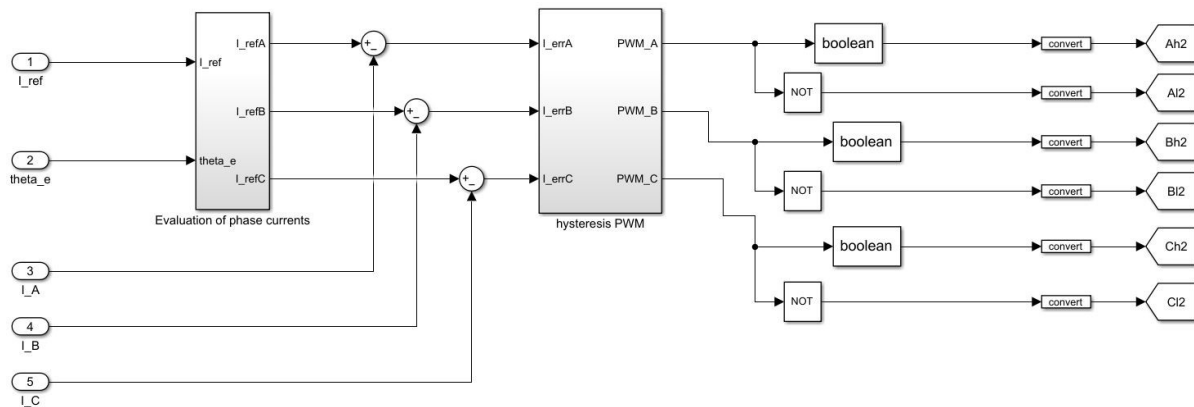 1
I_ref
2
theta_e
3
I_A
4
I_B
5
I_C
I_ref
theta_e
I_refA
I_refB
I_refC
Evaluation of phase currents
+
−
+
−
+
−
I_errA
I_errB
I_errC
PWM_A
PWM_B
PWM_C
hysteresis PWM
boolean
convert
Ah2
NOT
convert
Al2
boolean
convert
Bh2
NOT
convert
Bl2
boolean
convert
Ch2
NOT
convert
Cl2